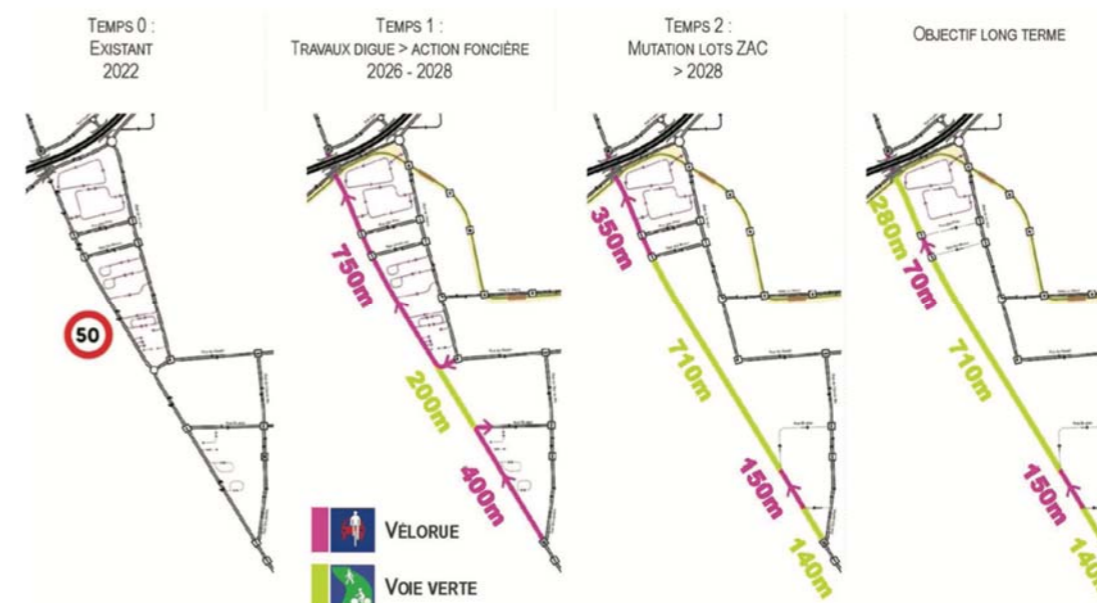 TEMPS 0 :
EXISTANT
2022
TEMPS 1 :
TRAVAUX DIGUE > ACTION FONCIÈRE
2026 - 2028
TEMPS 2 :
MUTATION LOTS ZAC
> 2028
OBJECTIF LONG TERME
50
750m
200m
400m
350m
710m
150m
140m
280m
70m
710m
150m
140
VÉLORUE
VOIE VERTE